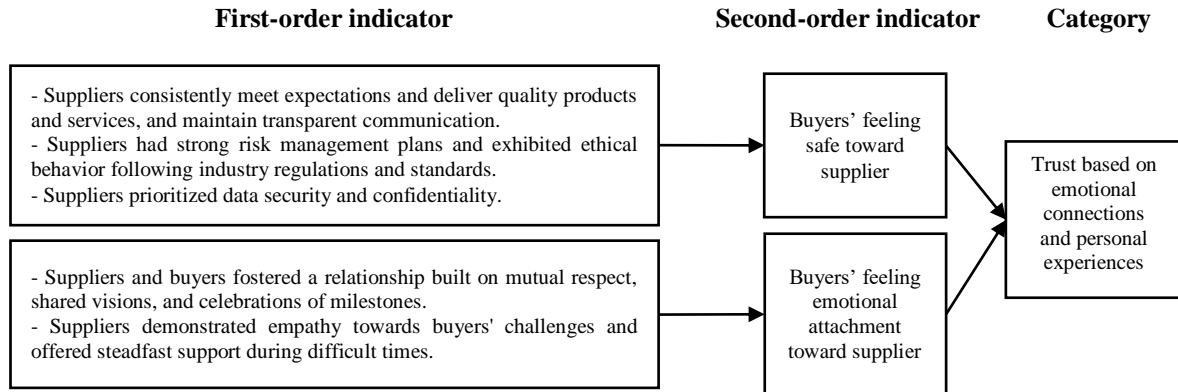 First-order indicator
Second-order indicator
Category
- Suppliers consistently meet expectations and deliver quality products
and services, and maintain transparent communication.
- Suppliers had strong risk management plans and exhibited ethical
behavior following industry regulations and standards.
- Suppliers prioritized data security and confidentiality.
Buyers’ feeling
safe toward
supplier
- Suppliers and buyers fostered a relationship built on mutual respect,
shared visions, and celebrations of milestones.
- Suppliers demonstrated empathy towards buyers' challenges and
offered steadfast support during difficult times.
Buyers’ feeling
emotional
attachment
toward supplier
Trust based on
emotional
connections
and personal
experiences